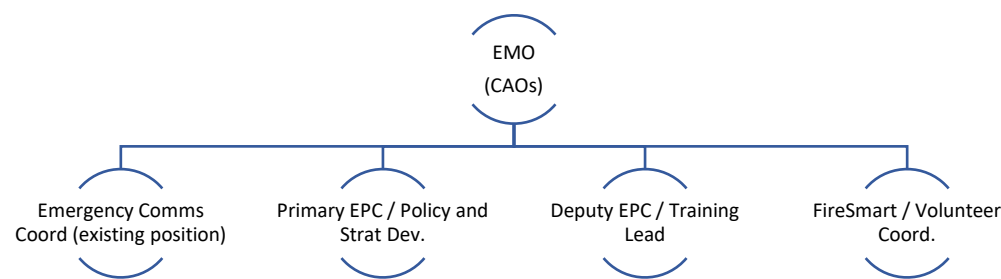 EMO
(CAOs)
Emergency Comms
Coord (existing position)
Primary EPC / Policy and
Strat Dev.
Deputy EPC / Training
Lead
FireSmart / Volunteer
Coord.